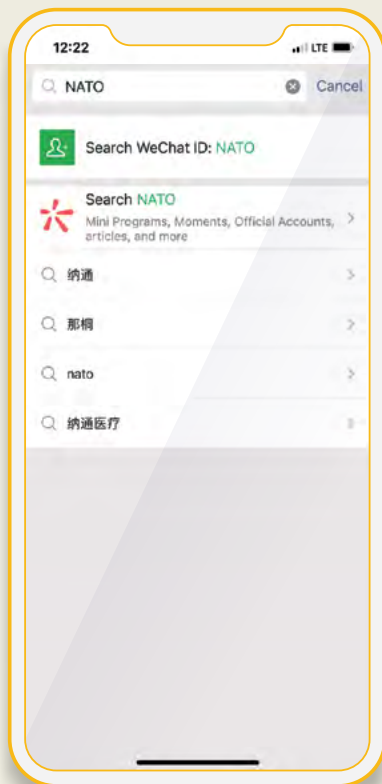 12:22
LTE
NATO
Cancel
Search WeChat ID: NATO
Search NATO
Mini Programs, Moments, Official Accounts,
articles, and more
纳通
那桐
nato
纳通医疗